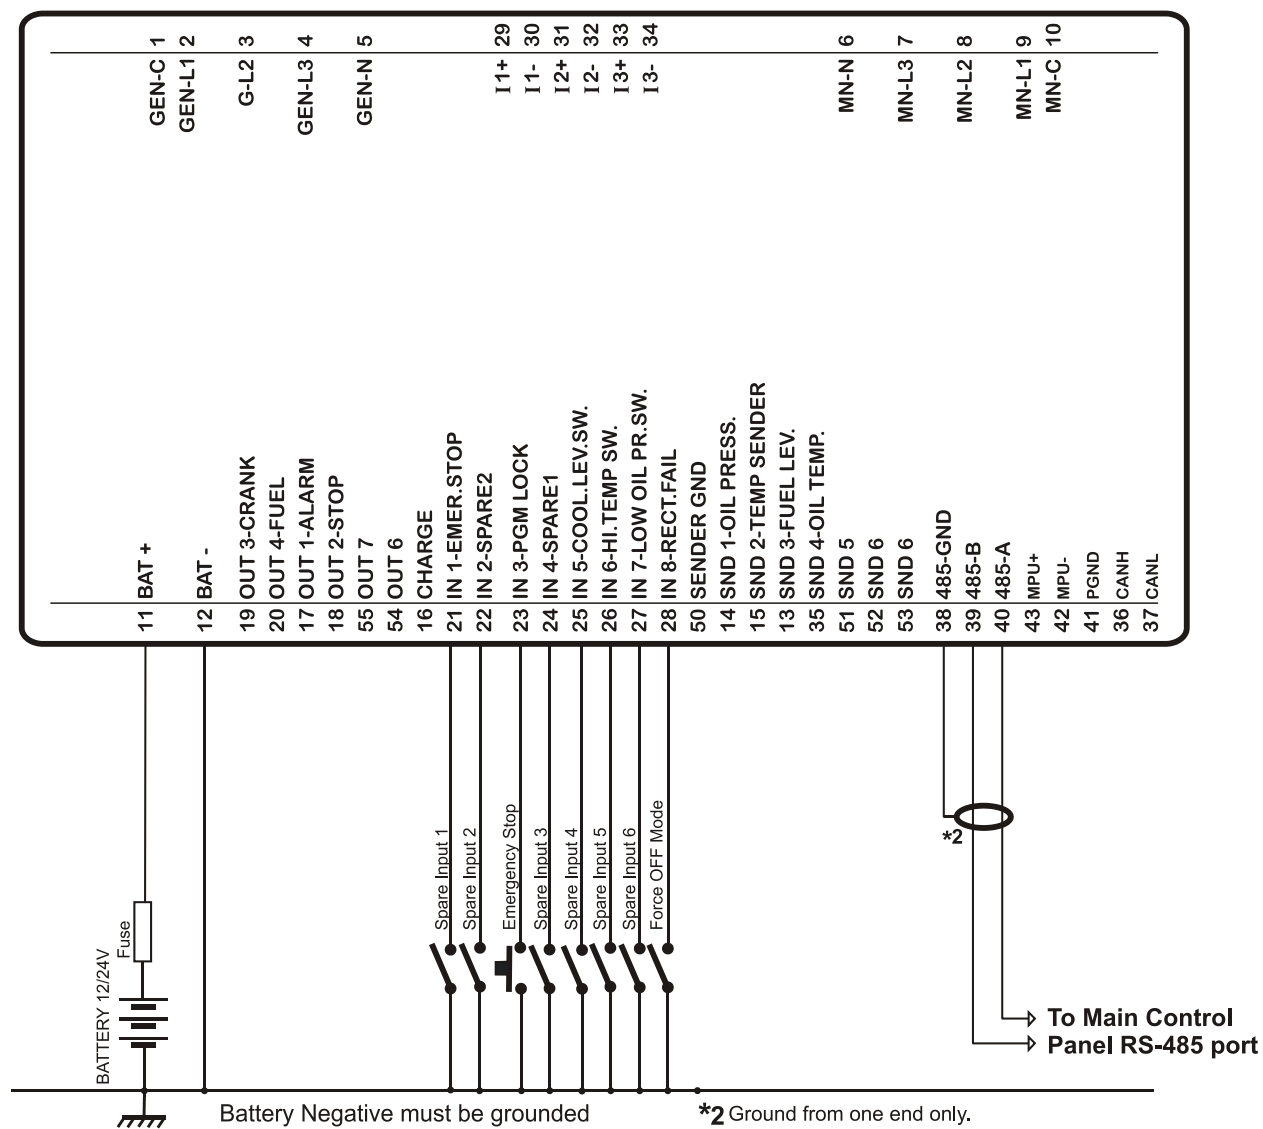 GEN-C 1
GEN-L1 2
G-L2 3
GEN-L3 4
GEN-N 5
I1+ 29
I1- 30
I2+ 31
I2- 32
I3+ 33
I3- 34
MN-N 6
MN-L3 7
MN-L2 8
MN-L1 9
MN-C 10
11 BAT +
12 BAT -
19 OUT 3-CRANK
20 OUT 4-FUEL
17 OUT 1-ALARM
18 OUT 2-STOP
55 OUT 7
54 OUT 6
16 CHARGE
21 IN 1-EMER.STOP
22 IN 2-SPARE2
23 IN 3-PGM LOCK
24 IN 4-SPARE1
25 IN 5-COOL.LEV.SW.
26 IN 6-HI.TEMP SW.
27 IN 7-LOW OIL PR.SW.
28 IN 8-RECT.FAIL
50 SENDER GND
14 SND 1-OIL PRESS.
15 SND 2-TEMP SENDER
13 SND 3-FUEL LEV.
35 SND 4-OIL TEMP.
51 SND 5
52 SND 6
53 SND 6
38 485-GND
39 485-B
40 485-A
43 MPU+
42 MPU-
41 PGND
36 CANH
37 CANL
BATTERY 12/24V
Fuse
Spare Input 1
Spare Input 2
Emergency Stop
Spare Input 3
Spare Input 4
Spare Input 5
Spare Input 6
Force OFF Mode
*2
To Main Control
Panel RS-485 port
Battery Negative must be grounded
*2 Ground from one end only.